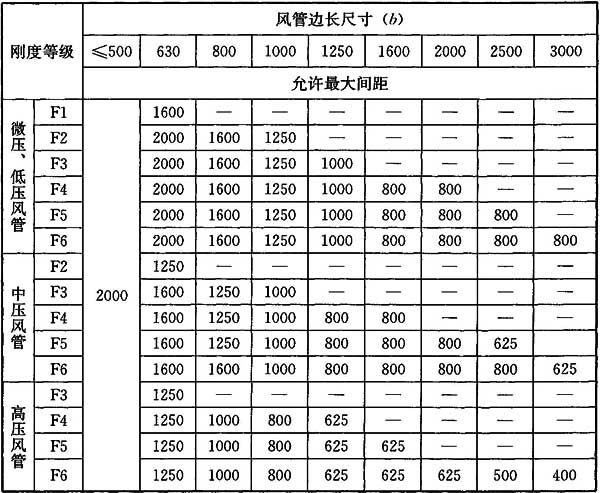 刚度等级 风管边长尺寸（b）
≤500 630 800 1000 1250 1600 2000 2500 3000
允许最大间距
微压、低压风管 F1 2000 1600 — — — — — — —
F2 2000 1600 1250 — — — — —
F3 2000 1600 1250 1000 — — — —
F4 2000 1600 1250 1000 800 800 — —
F5 2000 1600 1250 1000 800 800 800 —
F6 2000 1600 1250 1000 800 800 800 800
中压风管 F2 1250 — — — — — — —
F3 1600 1250 1000 — — — — —
F4 1600 1250 1000 800 800 — — —
F5 1600 1250 1000 800 800 800 625
F6 1600 1600 1000 800 800 800 800 625
高压风管 F3 1250 — — — — — — —
F4 1250 1000 800 625 — — — —
F5 1250 1000 800 625 625 — — —
F6 1250 1000 800 625 625 625 500 400